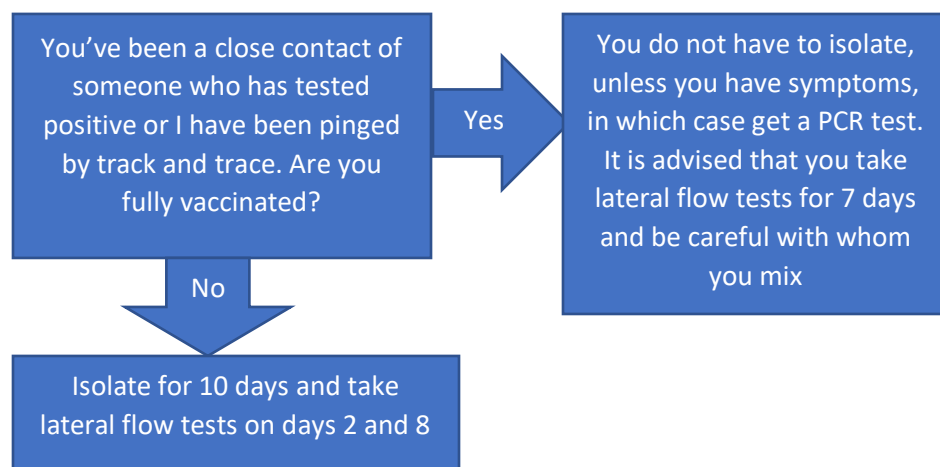 You’ve been a close contact of
someone who has tested
positive or I have been pinged
by track and trace. Are you
fully vaccinated?
Yes
You do not have to isolate,
unless you have symptoms,
in which case get a PCR test.
It is advised that you take
lateral flow tests for 7 days
and be careful with whom
you mix
No
Isolate for 10 days and take
lateral flow tests on days 2 and 8